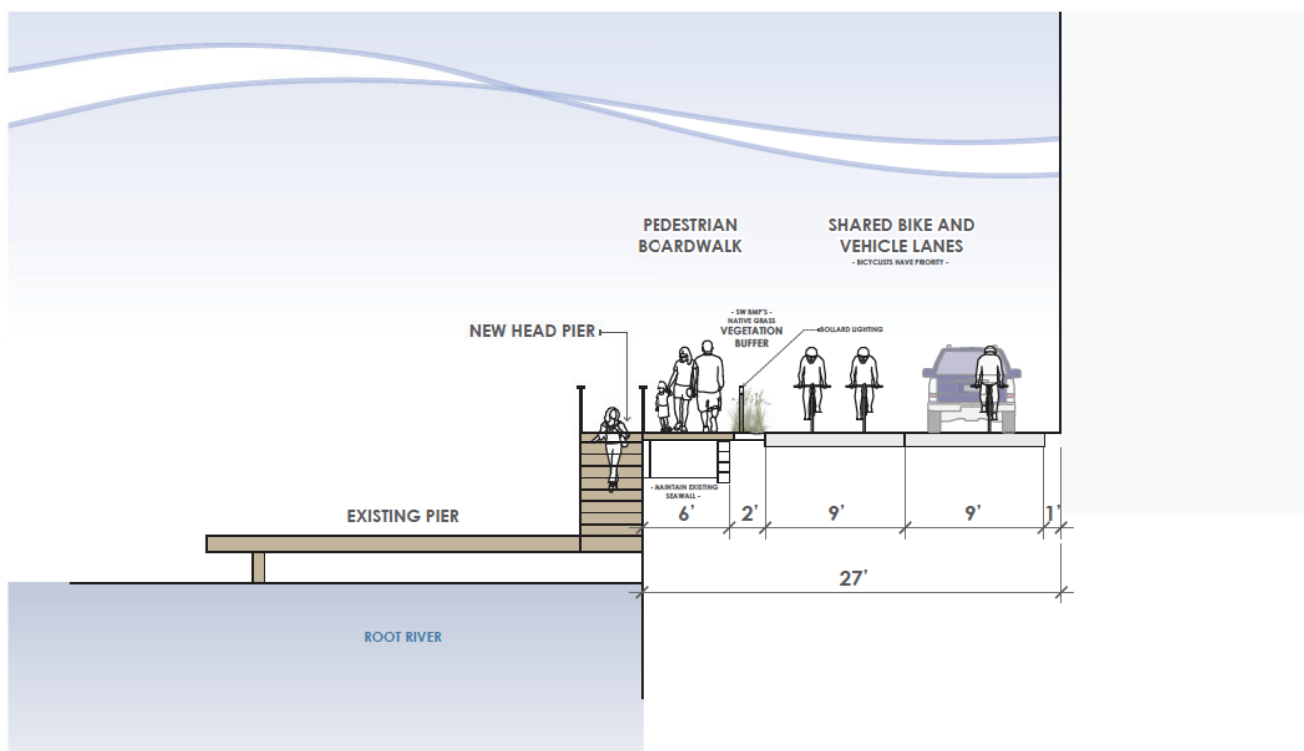 PEDESTRIAN
BOARDWALK
SHARED BIKE AND
VEHICLE LANES
- BICYCLISTS HAVE PRIORITY -
NEW HEAD PIER
- SW BMP'S -
NATIVE GRASS
VEGETATION
BUFFER
BOLLARD LIGHTING
- MAINTAIN EXISTING
SEAWALL -
EXISTING PIER
6'
2'
9'
9'
1'
27'
ROOT RIVER